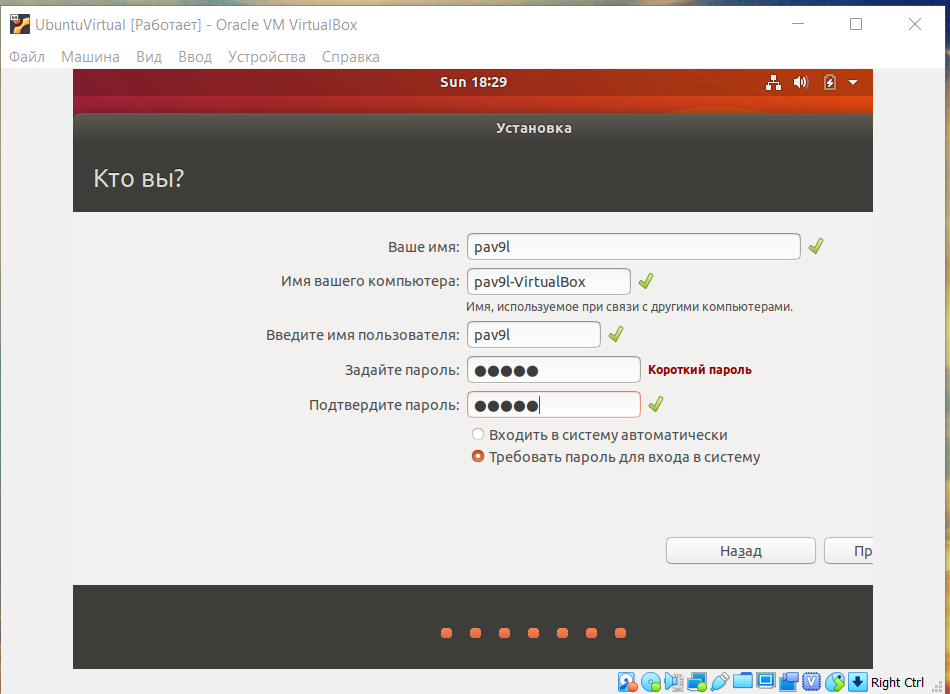 UbuntuVirtual [Работает] - Oracle VM VirtualBox
Файл Машина Вид Ввод Устройства Справка
Sun 18:29
Установка
Кто вы?
Ваше имя: pav9l
Имя вашего компьютера: pav9l-VirtualBox
Имя, используемое при связи с другими компьютерами.
Введите имя пользователя: pav9l
Задайте пароль: ●●●●● Короткий пароль
Подтвердите пароль: ●●●●●
Входить в систему автоматически
Требовать пароль для входа в систему
Назад Пр
Right Ctrl